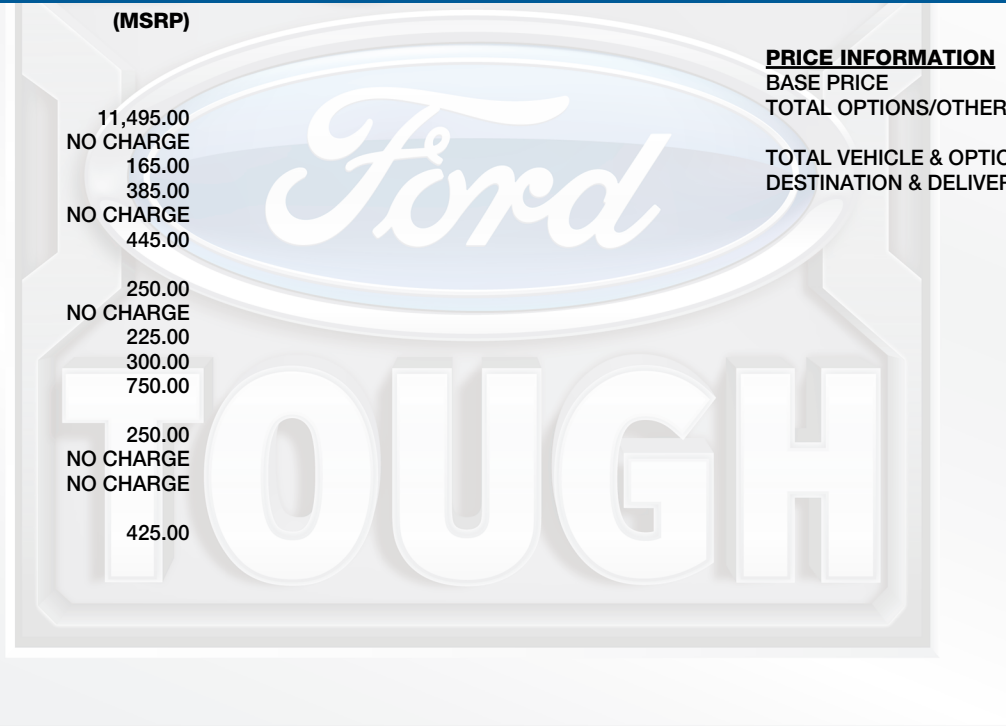 (MSRP)
11,495.00
NO CHARGE
165.00
385.00
NO CHARGE
445.00
250.00
NO CHARGE
225.00
300.00
750.00
250.00
NO CHARGE
NO CHARGE
425.00
PRICE INFORMATION
BASE PRICE
TOTAL OPTIONS/OTHER
TOTAL VEHICLE & OPTIO
DESTINATION & DELIVER
Ford
TOUGH